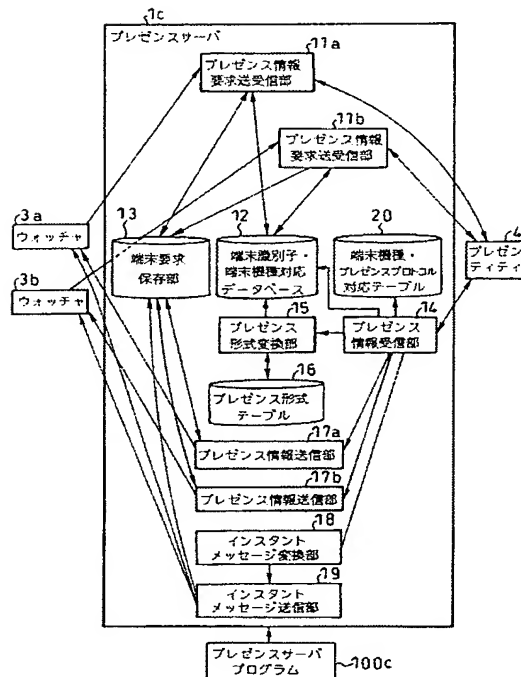 1c
プレゼンスサーバ
11a
プレゼンス情報
要求送受信部
11b
プレゼンス情報
要求送受信部
3a
ウォッチャ
3b
ウォッチャ
13
端末要求
保存部
12
端末識別子・
端末機種対応
データベース
20
端末機種・
プレゼンスプロトコル
対応テーブル
4
プレゼン
ティティ
15
プレゼンス
形式変換部
14
プレゼンス
情報受信部
16
プレゼンス形式
テーブル
17a
プレゼンス情報送信部
17b
プレゼンス情報送信部
18
インスタント
メッセージ変換部
19
インスタント
メッセージ送信部
プレゼンスサーバ
プログラム
100c